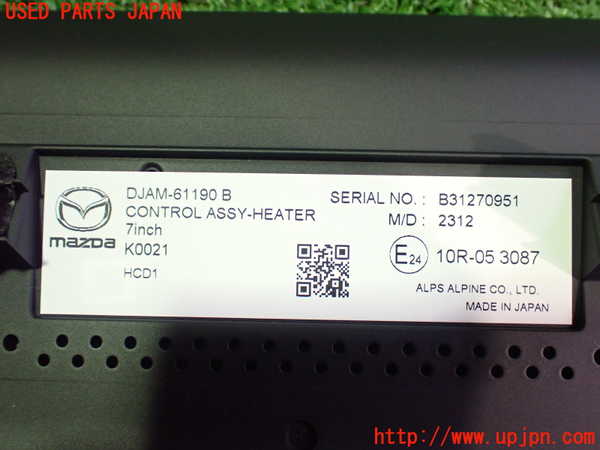 USED PARTS JAPAN
DJAM-61190 B
CONTROL ASSY-HEATER
7inch
K0021
HCD1
mazda
SERIAL NO. : B31270951
M/D : 2312
E24 10R-05 3087
ALPS ALPINE CO., LTD.
MADE IN JAPAN
http://www.upjpn.com